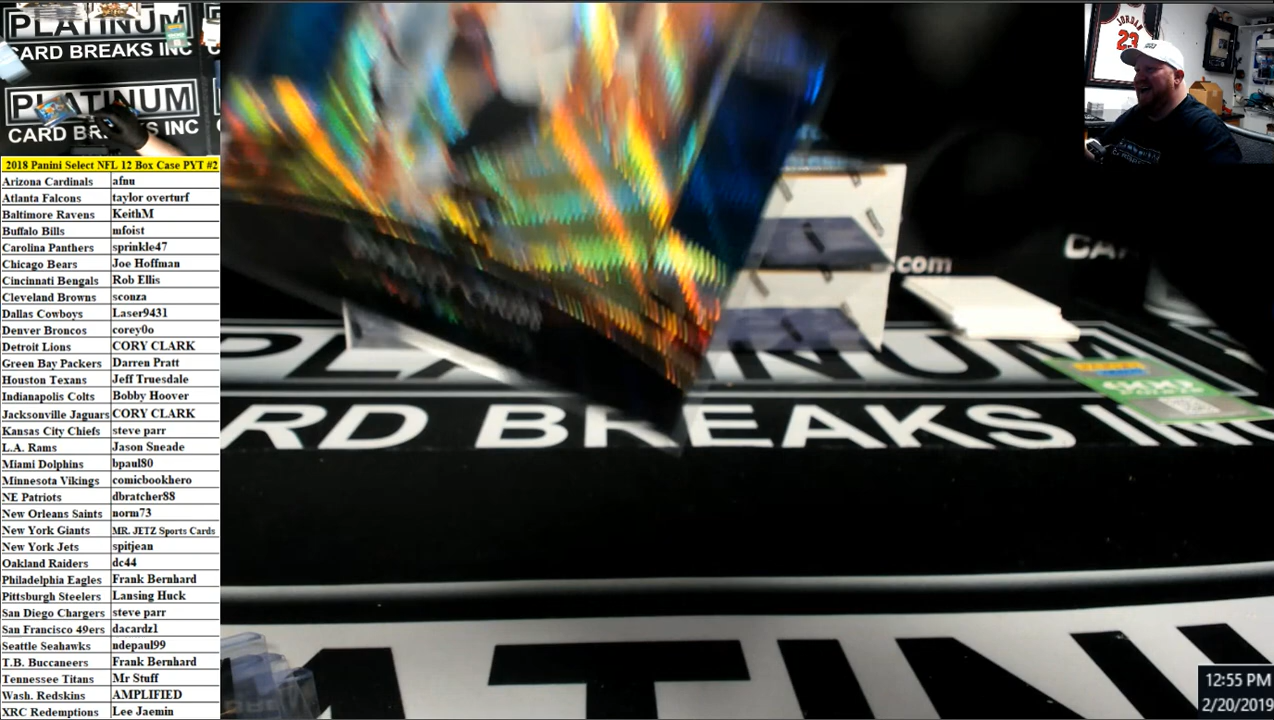 PLATINUM
CARD BREAKS INC
PLATINUM
CARD BREAKS INC
2018 Panini Select NFL 12 Box Case PYT #2
Arizona Cardinals afnu
Atlanta Falcons taylor overturf
Baltimore Ravens KeithM
Buffalo Bills mfoist
Carolina Panthers sprinkle47
Chicago Bears Joe Hoffman
Cincinnati Bengals Rob Ellis
Cleveland Browns sconza
Dallas Cowboys Laser9431
Denver Broncos corey0o
Detroit Lions CORY CLARK
Green Bay Packers Darren Pratt
Houston Texans Jeff Truesdale
Indianapolis Colts Bobby Hoover
Jacksonville Jaguars CORY CLARK
Kansas City Chiefs steve parr
L.A. Rams Jason Sneade
Miami Dolphins bpaul80
Minnesota Vikings comicbookhero
NE Patriots dbratcher88
New Orleans Saints norm73
New York Giants MR. JETZ Sports Cards
New York Jets spitjean
Oakland Raiders dc44
Philadelphia Eagles Frank Bernhard
Pittsburgh Steelers Lansing Huck
San Diego Chargers steve parr
San Francisco 49ers dacardz1
Seattle Seahawks ndepaul99
T.B. Buccaneers Frank Bernhard
Tennessee Titans Mr Stuff
Wash. Redskins AMPLIFIED
XRC Redemptions Lee Jaemin
JORDAN
23
.com
CAR
PLATINUM
RD BREAKS INC
ATIN
12:55 PM
2/20/2019